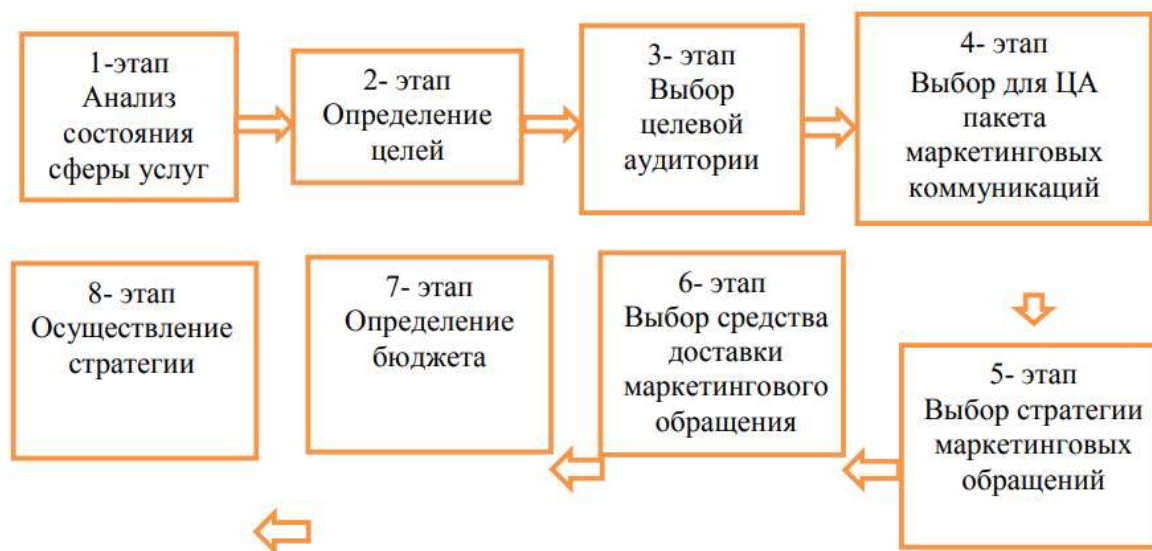 1-этап
Анализ
состояния
сферы услуг
2- этап
Определение
целей
3- этап
Выбор
целевой
аудитории
4- этап
Выбор для ЦА
пакета
маркетинговых
коммуникаций
5- этап
Выбор стратегии
маркетинговых
обращений
6- этап
Выбор средства
доставки
маркетингового
обращения
7- этап
Определение
бюджета
8- этап
Осуществление
стратегии